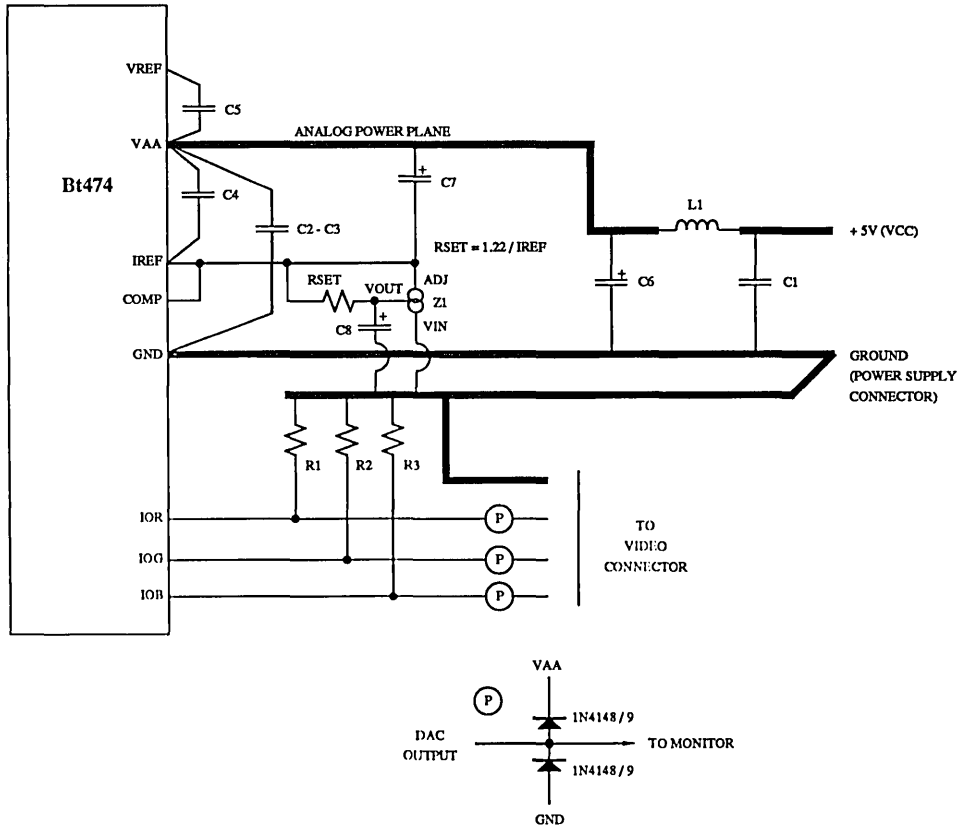 VREF
C5
ANALOG POWER PLANE
VAA
Bt474
C4
C7
C2 - C3
L1
+ 5V (VCC)
RSET = 1.22 / IREF
IREF
RSET
ADJ
VOUT
Z1
C6
C1
COMP
VIN
C8
GND
GROUND
(POWER SUPPLY
CONNECTOR)
R1
R2
R3
IOR
P
TO
VIDEO
CONNECTOR
IOG
P
IOB
P
VAA
P
1N4148 / 9
DAC
OUTPUT
TO MONITOR
1N4148 / 9
GND